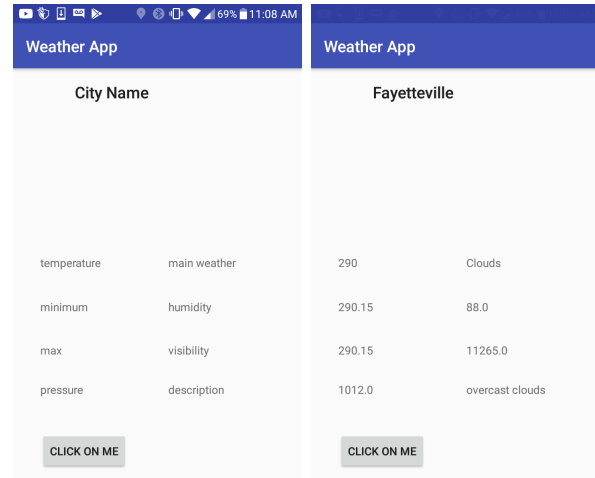 69% 11:08 AM
Weather App
City Name
temperature main weather
minimum humidity
max visibility
pressure description
CLICK ON ME
Weather App
Fayetteville
290 Clouds
290.15 88.0
290.15 11265.0
1012.0 overcast clouds
CLICK ON ME